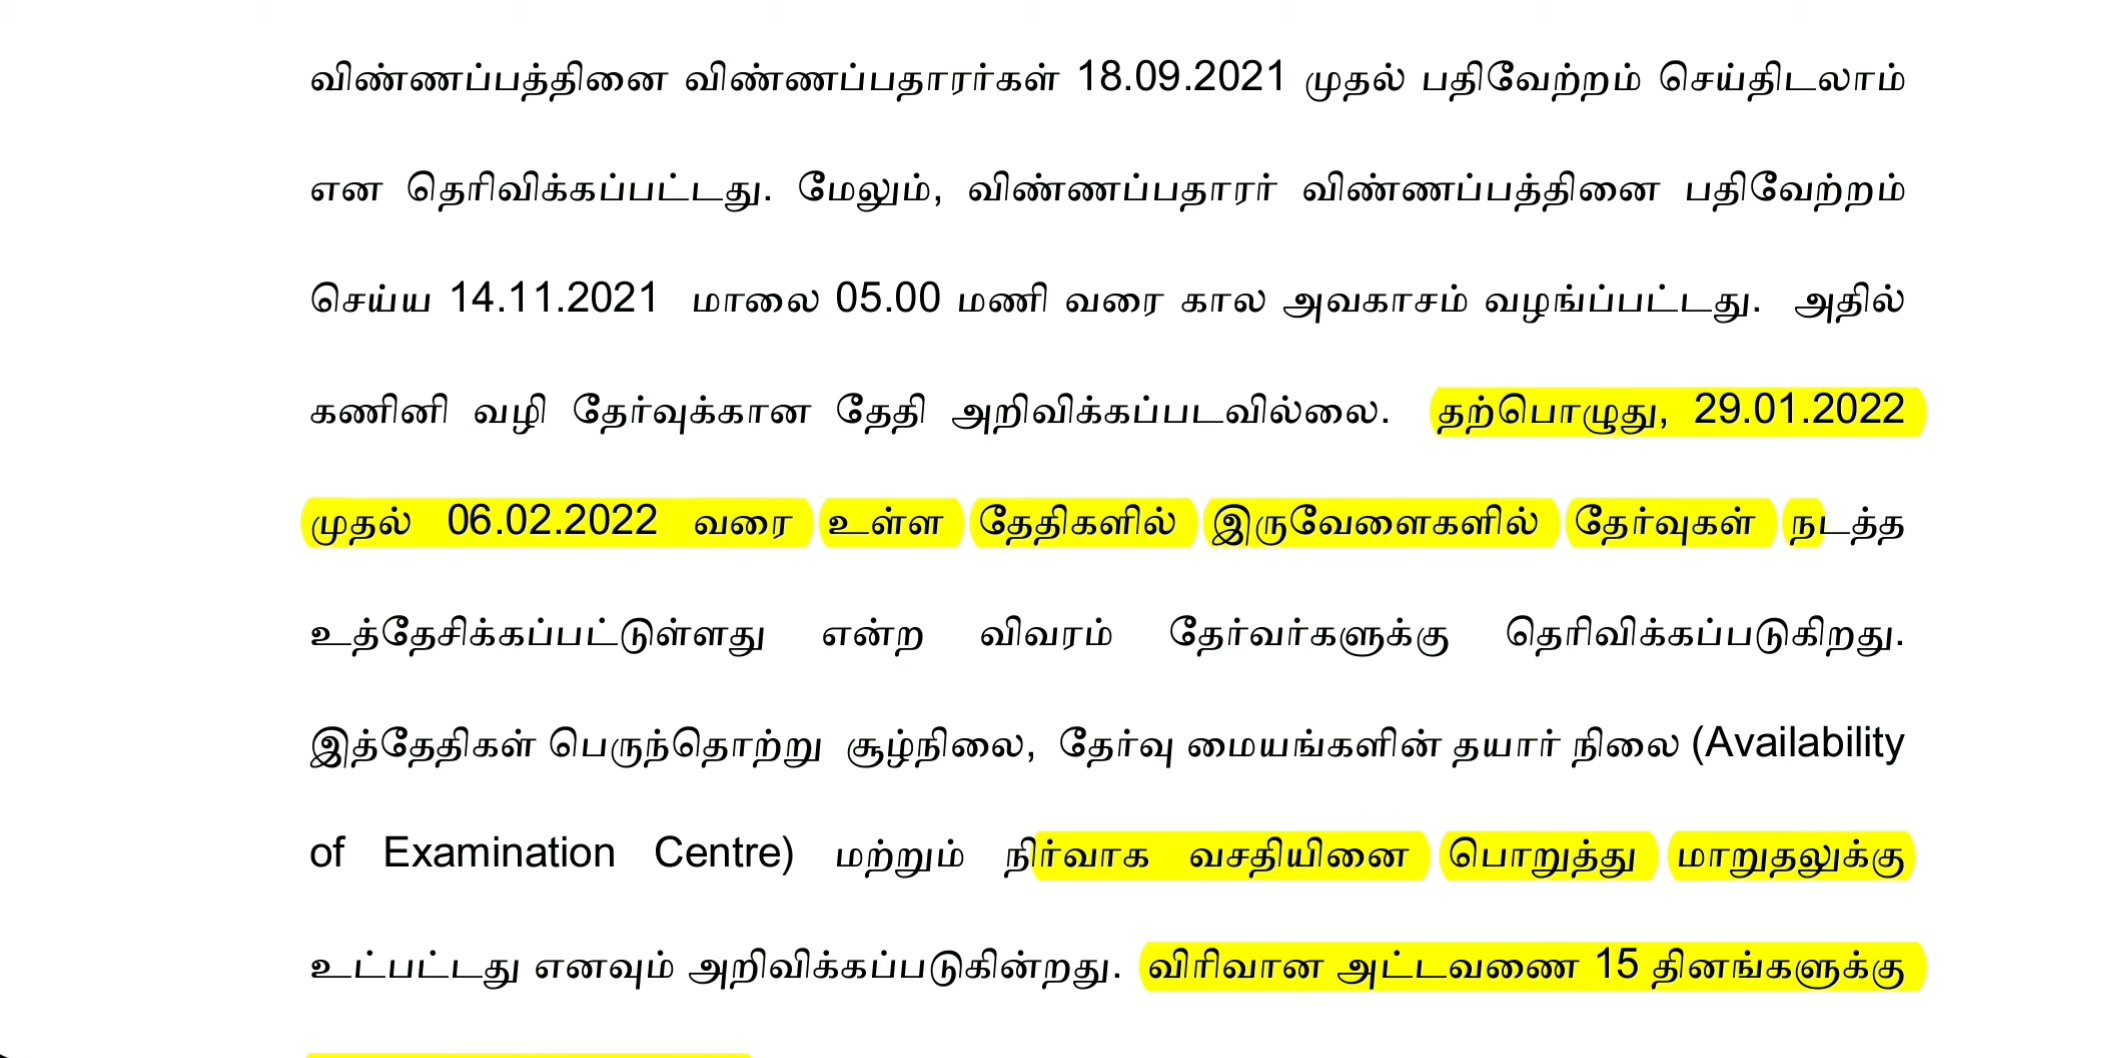 விண்ணப்பத்தினை விண்ணப்பதாரர்கள் 18.09.2021 முதல் பதிவேற்றம் செய்திடலாம்
என தெரிவிக்கப்பட்டது. மேலும், விண்ணப்பதாரர் விண்ணப்பத்தினை பதிவேற்றம்
செய்ய 14.11.2021 மாலை 05.00 மணி வரை கால அவகாசம் வழங்ப்பட்டது. அதில்
கணினி வழி தேர்வுக்கான தேதி அறிவிக்கப்படவில்லை. தற்பொழுது, 29.01.2022
முதல் 06.02.2022 வரை உள்ள தேதிகளில் இருவேளைகளில் தேர்வுகள் நடத்த
உத்தேசிக்கப்பட்டுள்ளது என்ற விவரம் தேர்வர்களுக்கு தெரிவிக்கப்படுகிறது.
இத்தேதிகள் பெருந்தொற்று சூழ்நிலை, தேர்வு மையங்களின் தயார் நிலை (Availability
of Examination Centre) மற்றும் நிர்வாக வசதியினை பொறுத்து மாறுதலுக்கு
உட்பட்டது எனவும் அறிவிக்கப்படுகின்றது. விரிவான அட்டவணை 15 தினங்களுக்கு